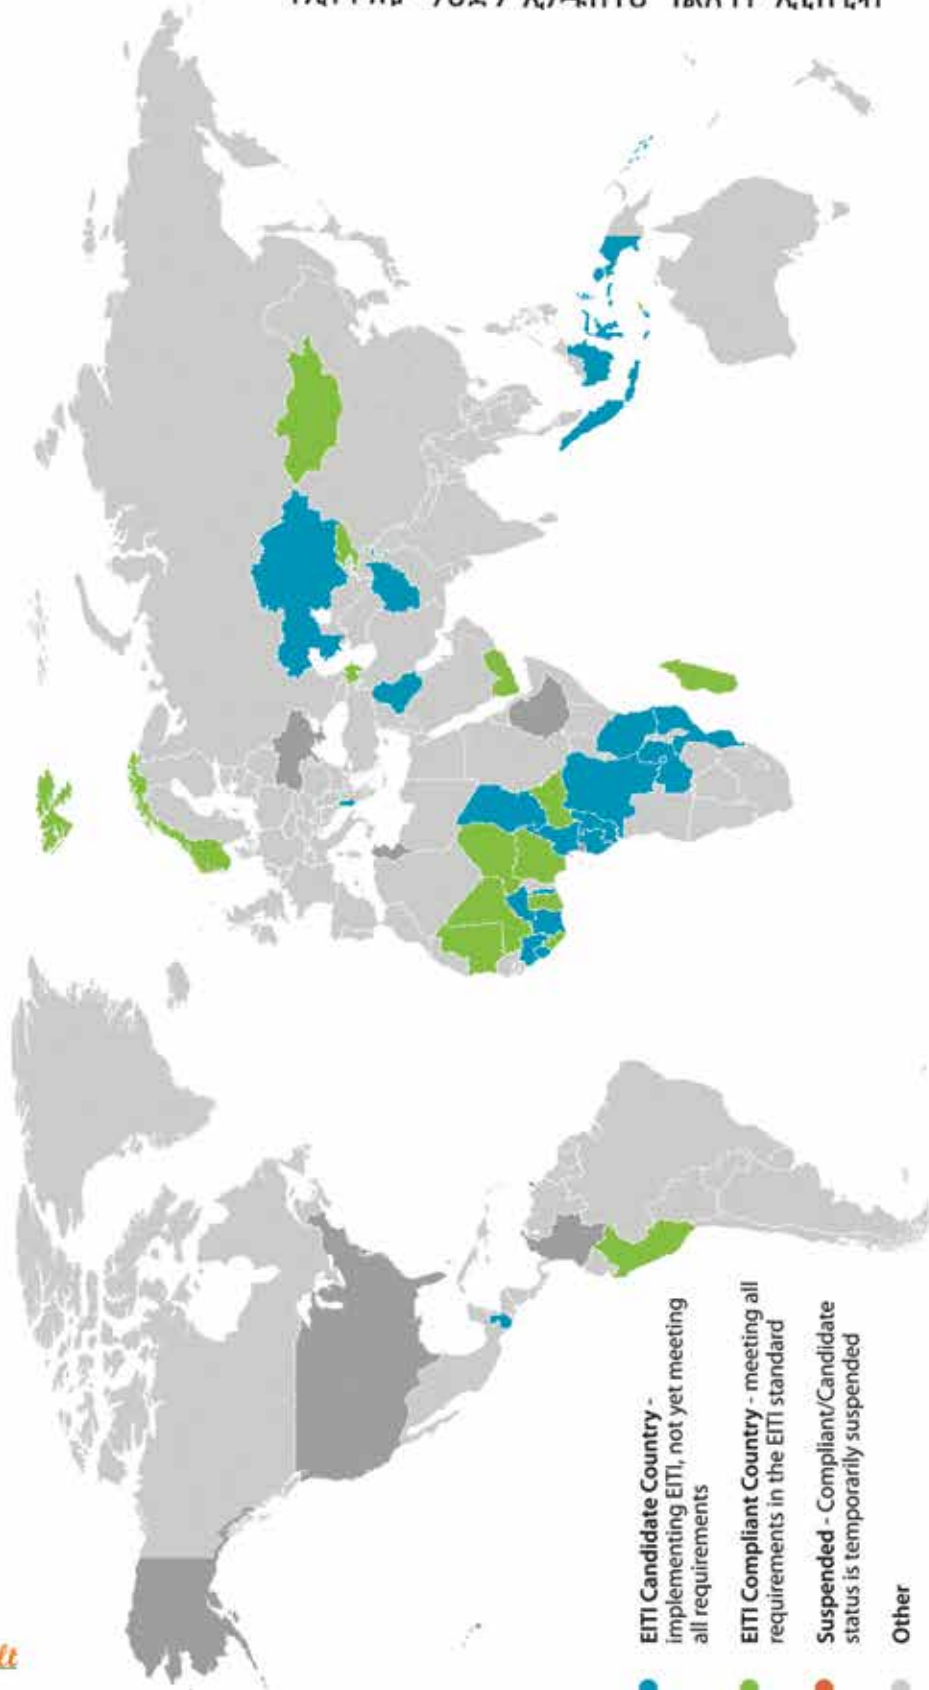 EITI Candidate Country -
implementing EITI, not yet meeting
all requirements
EITI Compliant Country - meeting all
requirements in the EITI standard
Suspended - Compliant/Candidate
status is temporarily suspended
Other